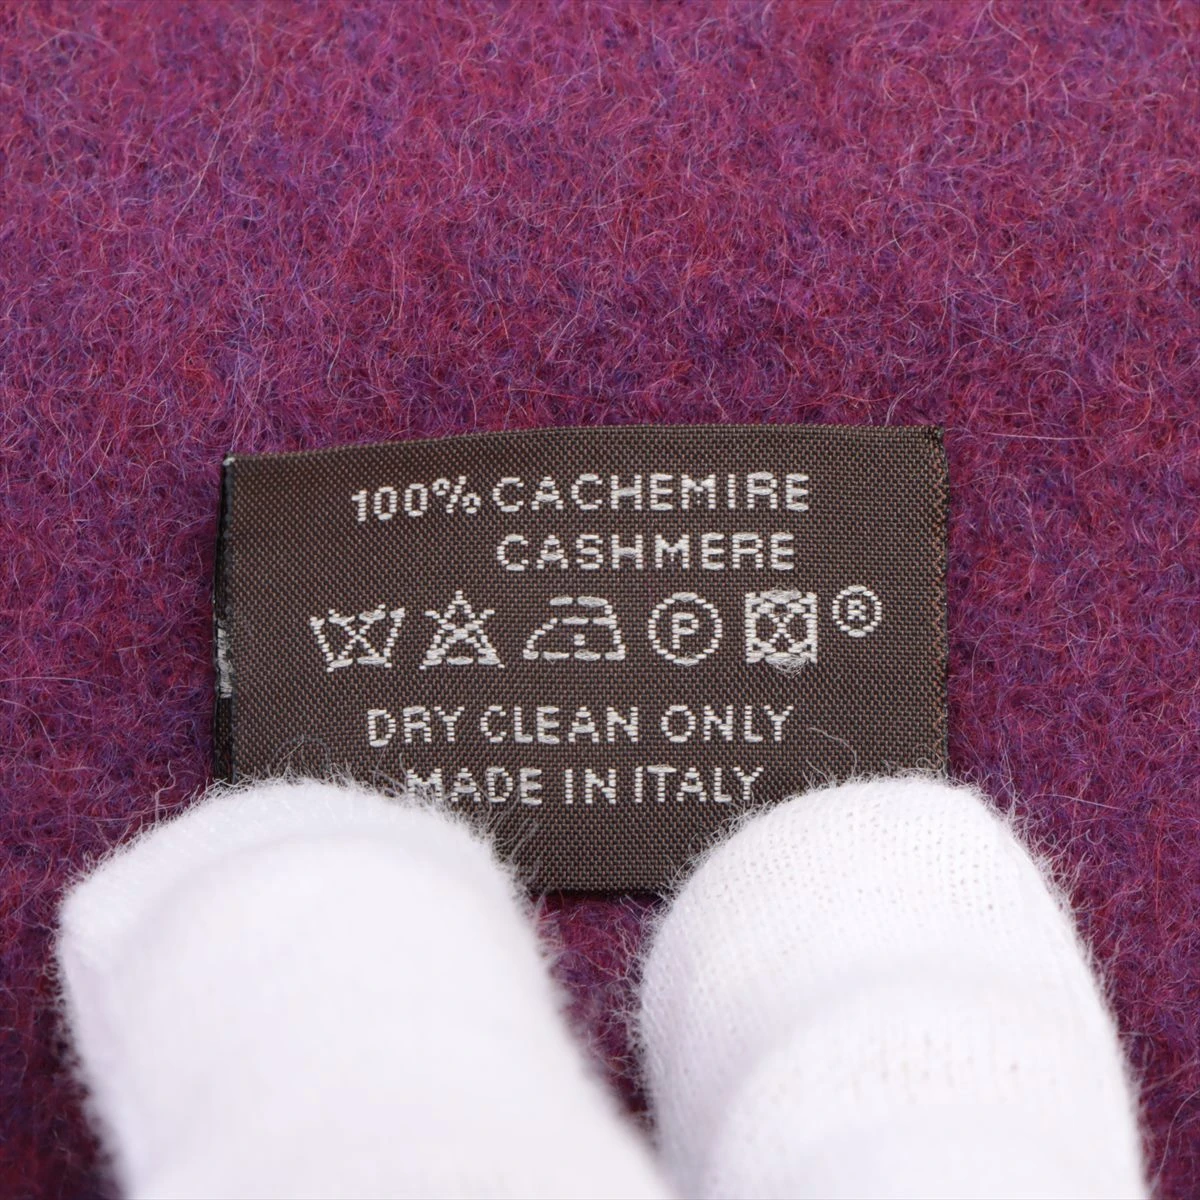 100% CACHEMIRE
CASHMERE
P ®
DRY CLEAN ONLY
MADE IN ITALY